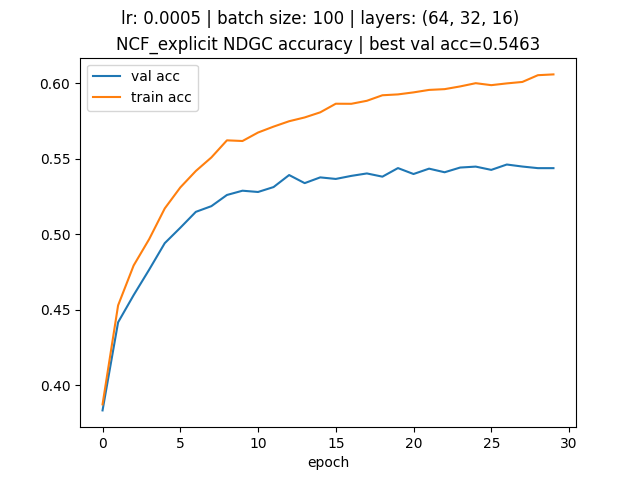 lr: 0.0005 | batch size: 100 | layers: (64, 32, 16)
NCF_explicit NDGC accuracy | best val acc=0.5463
val acc
train acc
0.60
0.55
0.50
0.45
0.40
0 5 10 15 20 25 30
epoch